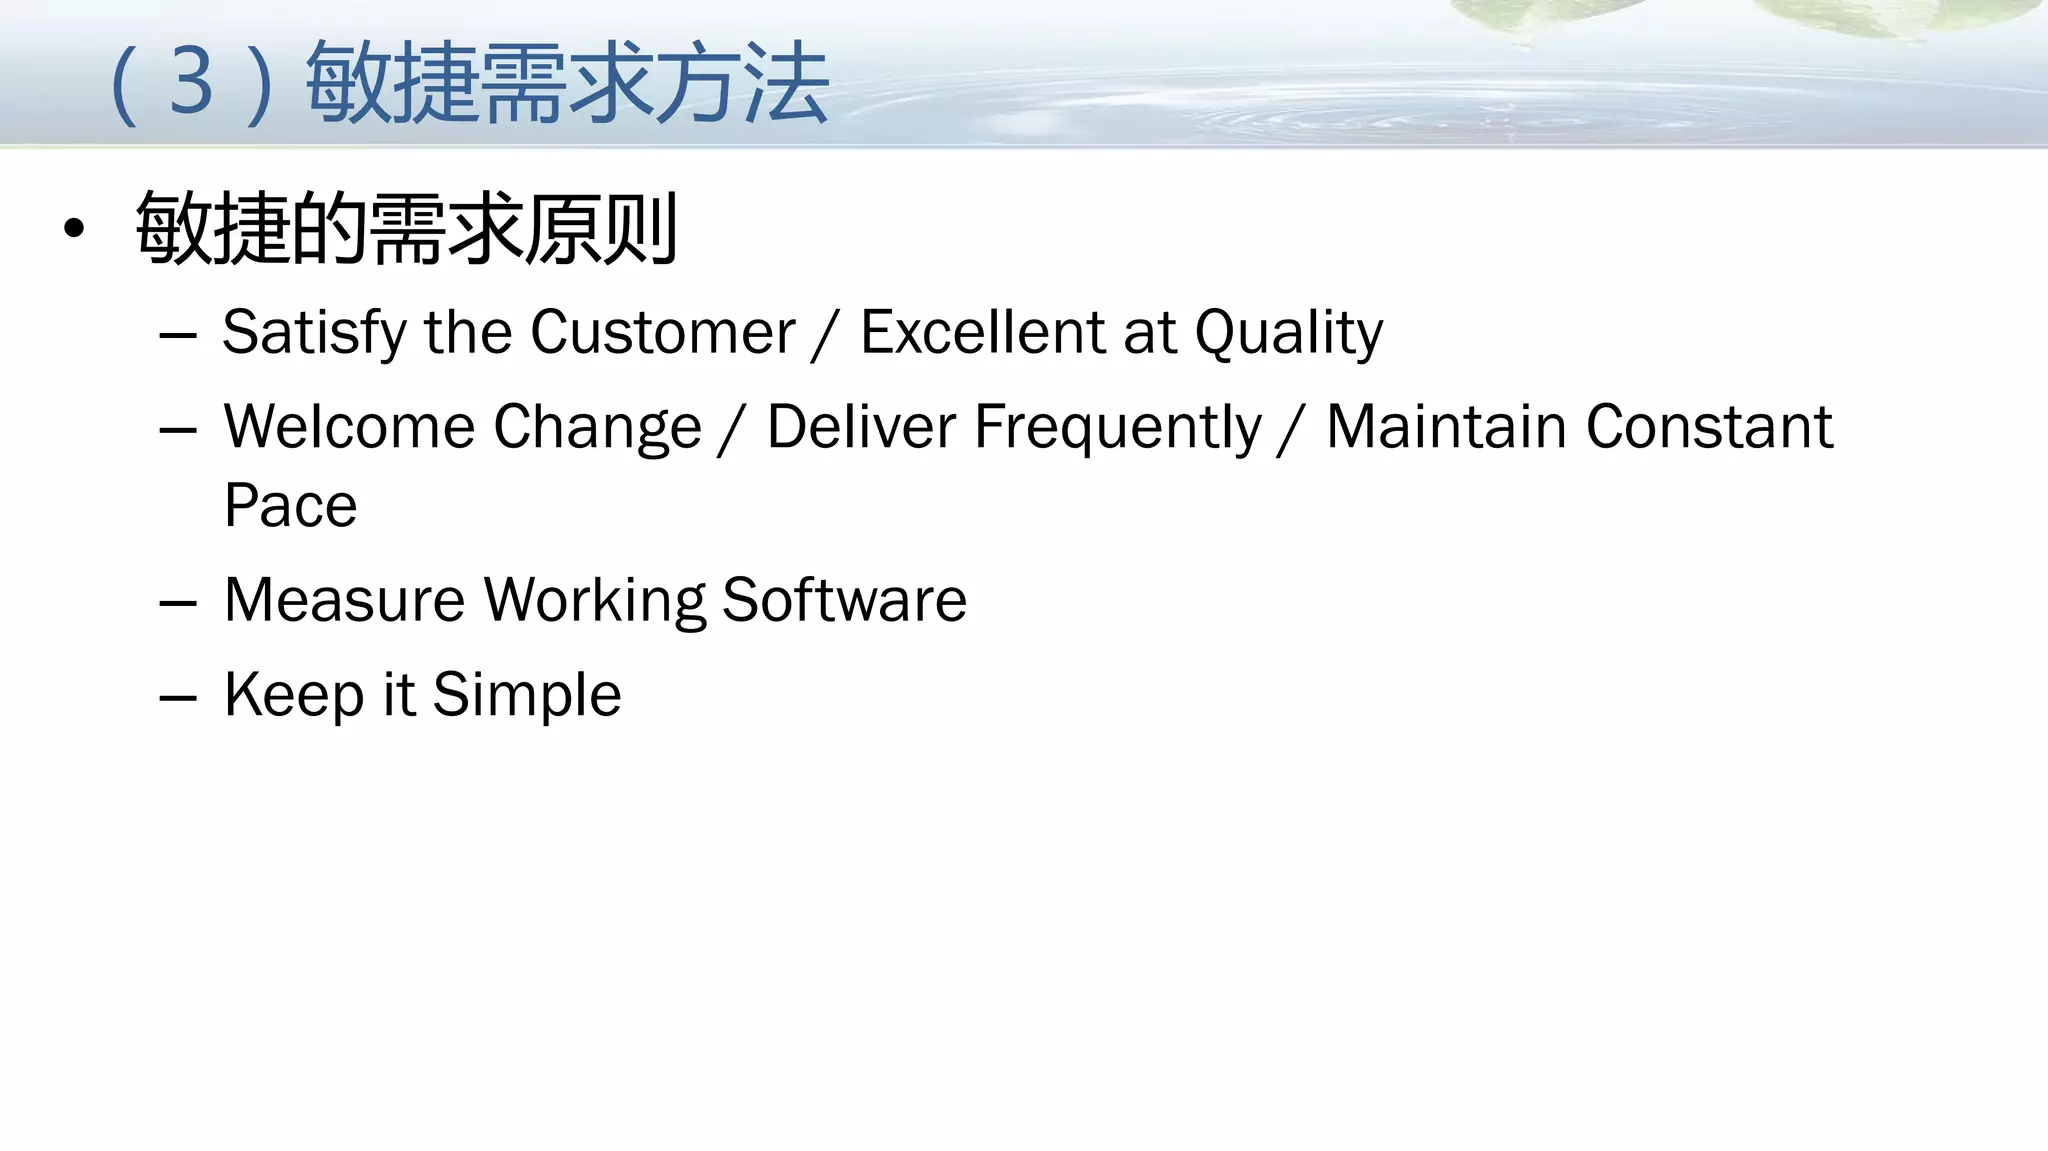 （3）敏捷需求方法
• 敏捷的需求原则
– Satisfy the Customer / Excellent at Quality
– Welcome Change / Deliver Frequently / Maintain Constant
Pace
– Measure Working Software
– Keep it Simple